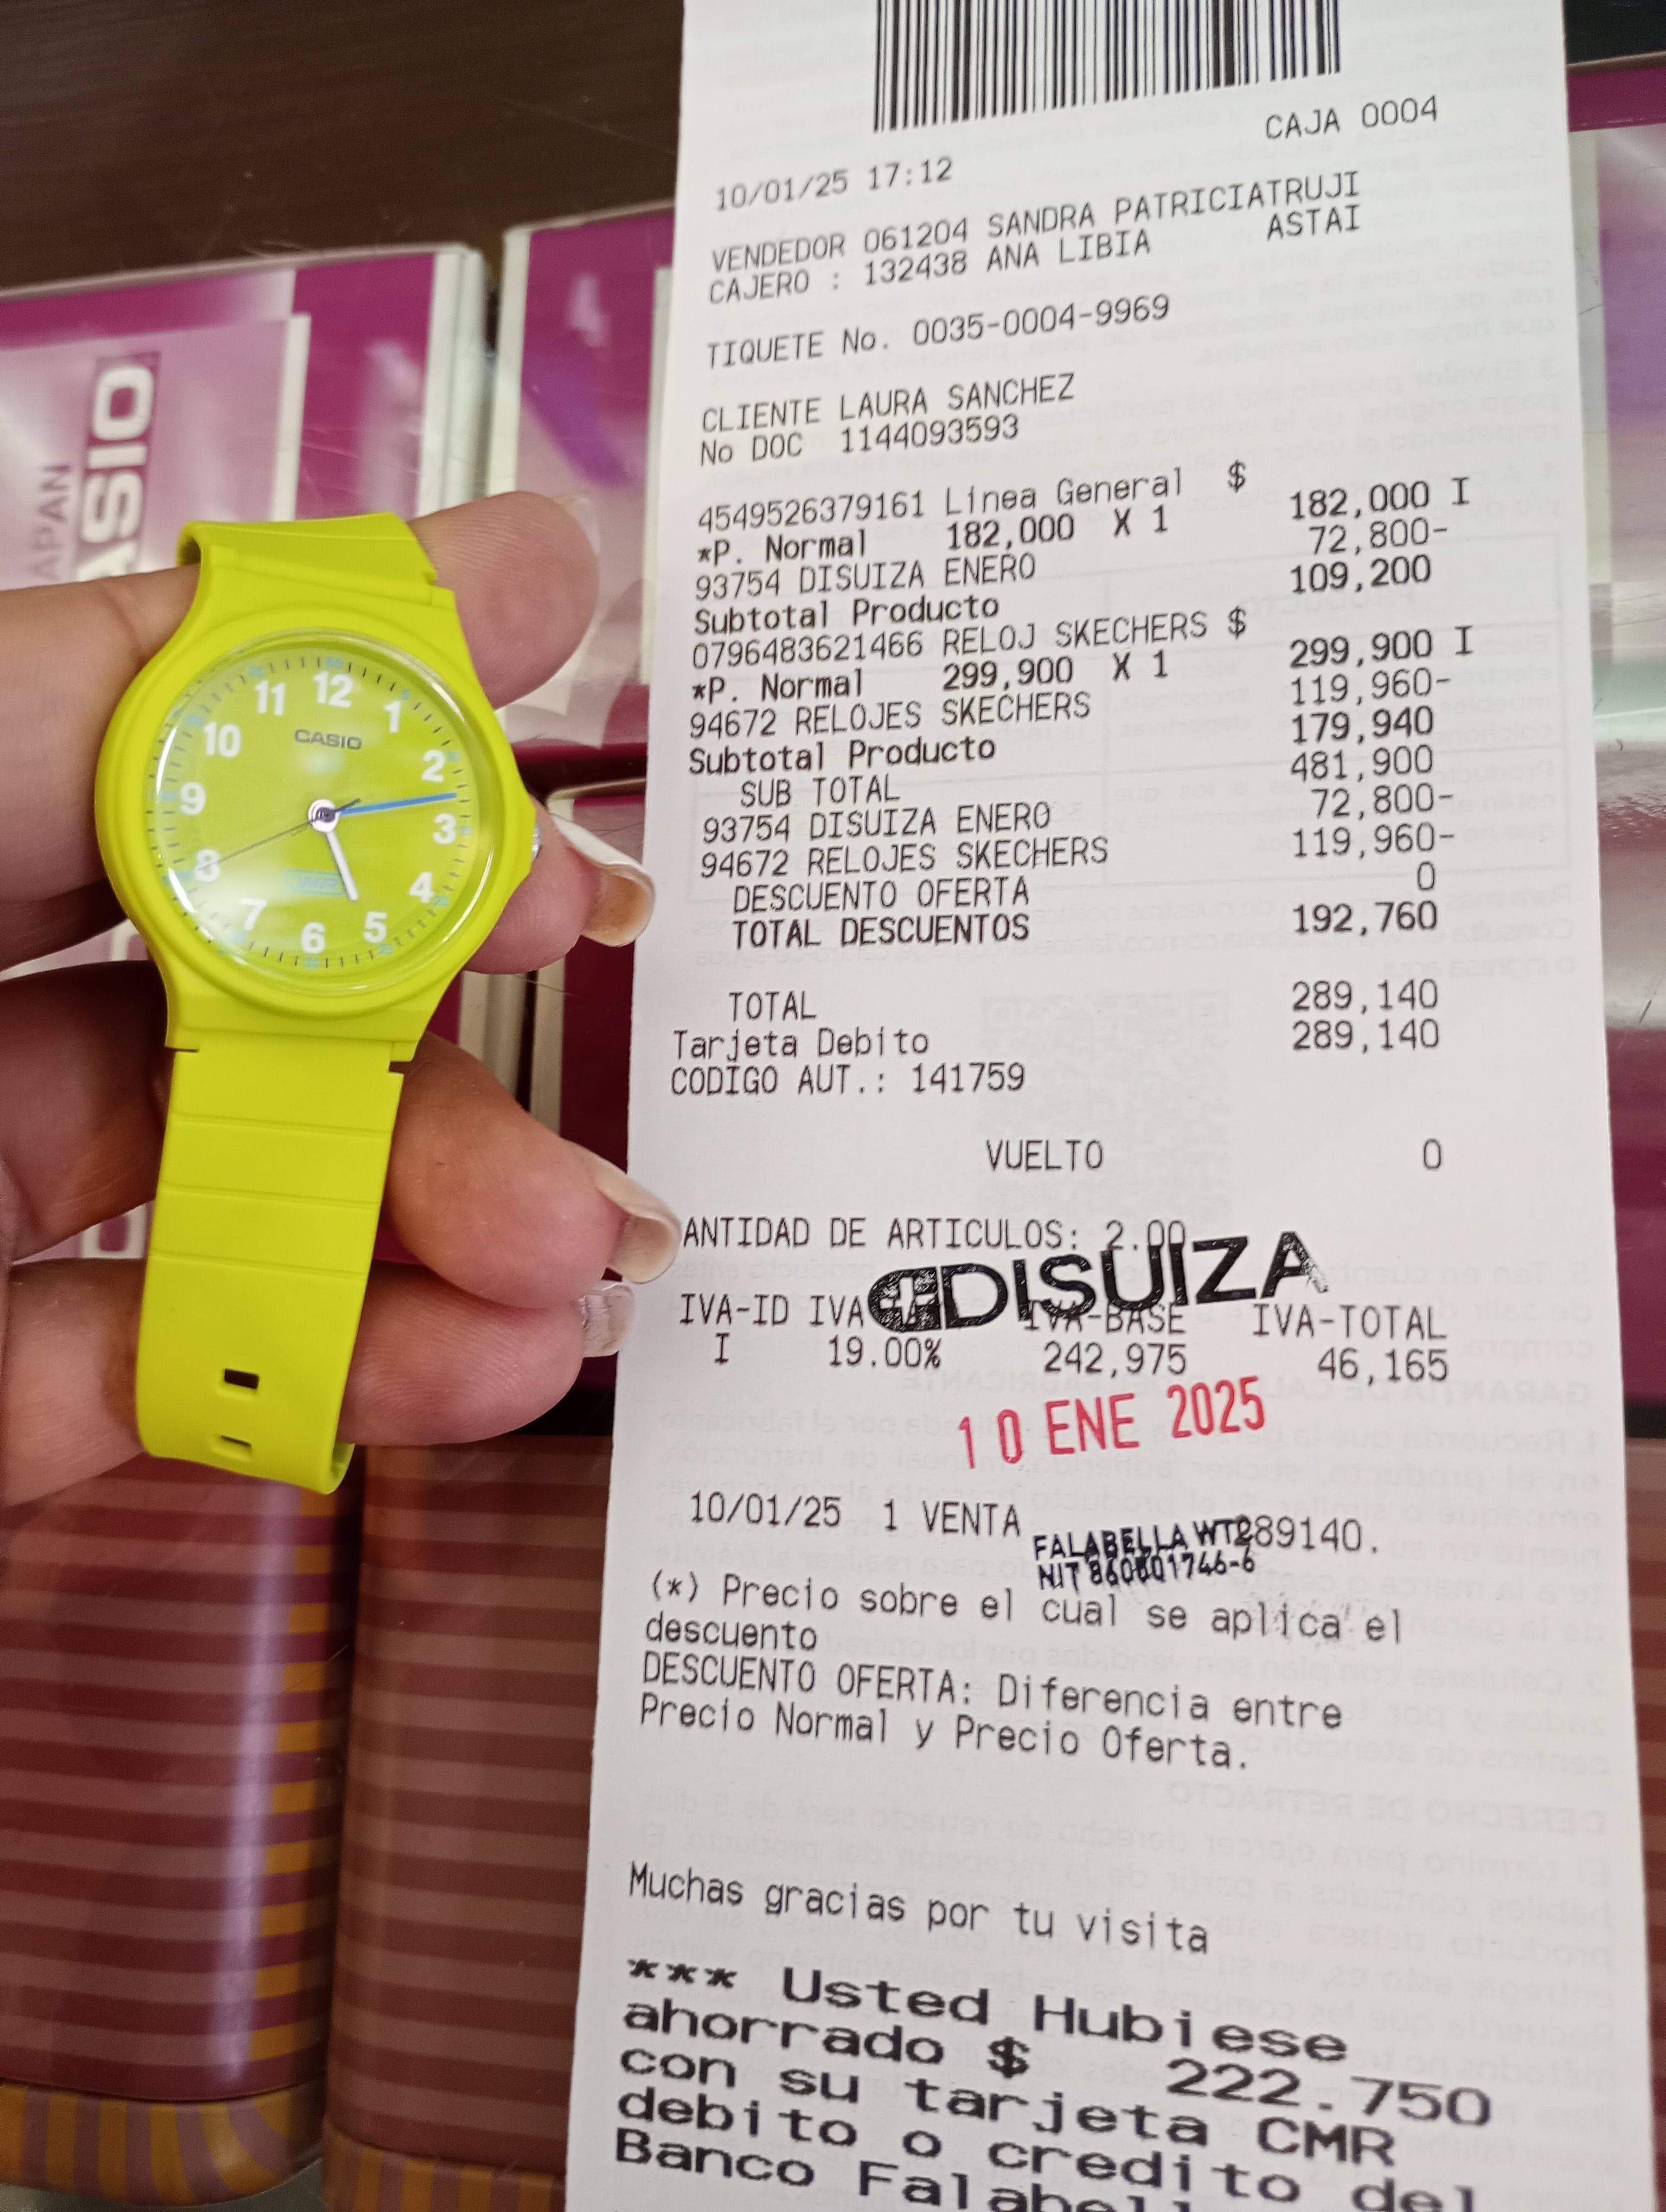 CAJA 0004
10/01/25 17:12
VENDEDOR 061204 SANDRA PATRICIATRUJI
CAJERO : 132438 ANA LIBIA ASTAI
TIQUETE No. 0035-0004-9969
CLIENTE LAURA SANCHEZ
No DOC 1144093593
4549526379161 Linea General $ 182,000 I
*P. Normal 182,000 X 1
93754 DISUIZA ENERO 72,800-
Subtotal Producto 109,200
0796483621466 RELOJ SKECHERS $ 299,900 I
*P. Normal 299,900 X 1
94672 RELOJES SKECHERS 119,960-
Subtotal Producto 179,940
SUB TOTAL 481,900
93754 DISUIZA ENERO 72,800-
94672 RELOJES SKECHERS 119,960-
DESCUENTO OFERTA 0
TOTAL DESCUENTOS 192,760
TOTAL 289,140
Tarjeta Debito 289,140
CODIGO AUT.: 141759
VUELTO 0
ANTIDAD DE ARTICULOS: 2.00
DISUIZA
IVA-ID IVA IVA-BASE IVA-TOTAL
I 19.00% 242,975 46,165
10 ENE 2025
10/01/25 1 VENTA 289140.
FALABELLA WTC
NIT 860801746-6
(*) Precio sobre el cual se aplica el
descuento
DESCUENTO OFERTA: Diferencia entre
Precio Normal y Precio Oferta.
Muchas gracias por tu visita
*** Usted Hubiese
ahorrado $ 222.750
con su tarjeta CMR
debito o credito del
Banco Falabell
12
1
2
3
4
5
6
7
8
9
10
11
CASIO
WR
APAN
ASIO